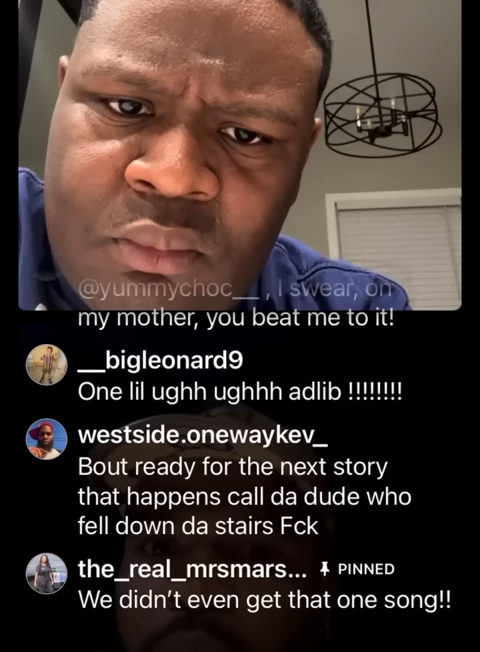 @yummychoc__ , I swear, on
my mother, you beat me to it!
__bigleonard9
One lil ughh ughhh adlib !!!!!!!!
westside.onewaykev_
Bout ready for the next story
that happens call da dude who
fell down da stairs Fck
the_real_mrsmars... PINNED
We didn’t even get that one song!!